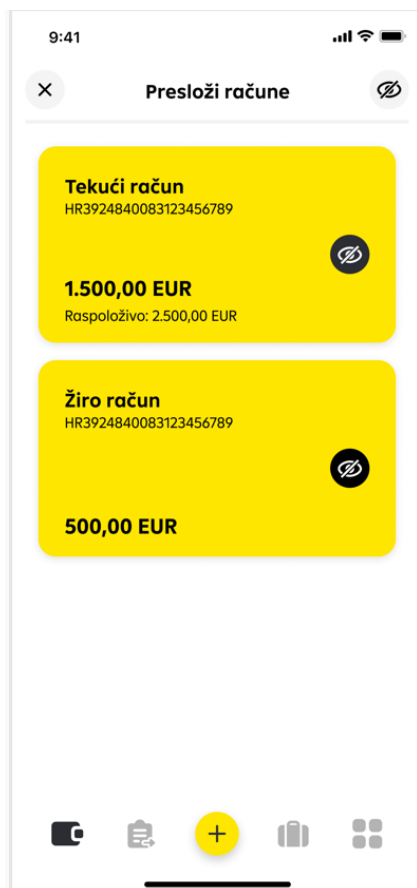 9:41
Presloži račune
Tekući račun
HR3924840083123456789
1.500,00 EUR
Raspoloživo: 2.500,00 EUR
Žiro račun
HR3924840083123456789
500,00 EUR